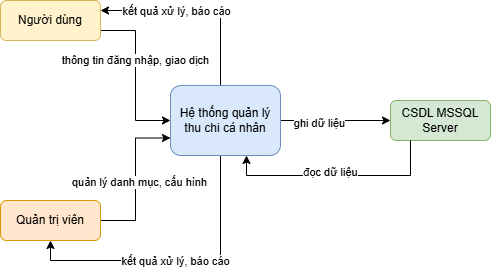 kết quả xử lý, báo cáo
Người dùng
thông tin đăng nhập, giao dịch
Hệ thống quản lý
thu chi cá nhân
ghi dữ liệu
CSDL MSSQL
Server
đọc dữ liệu
quản lý danh mục, cấu hình
Quản trị viên
kết quả xử lý, báo cáo